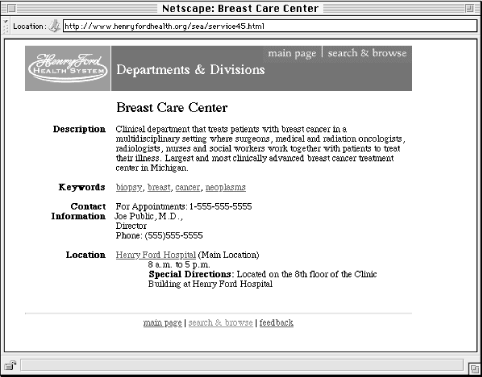 Netscape: Breast Care Center
Location: http://www.henryfordhealth.org/sea/service45.html
main page | search & browse
Henry Ford
HEALTH SYSTEM
Departments & Divisions
Breast Care Center
Description Clinical department that treats patients with breast cancer in a
multidisciplinary setting where surgeons, medical and radiation oncologists,
radiologists, nurses and social workers work together with patients to treat
their illness. Largest and most clinically advanced breast cancer treatment
center in Michigan.
Keywords biopsy, breast, cancer, neoplasms
Contact For Appointments: 1-555-555-5555
Information Joe Public, M.D.,
Director
Phone: (555)555-5555
Location Henry Ford Hospital (Main Location)
8 a.m. to 5 p.m.
Special Directions: Located on the 8th floor of the Clinic
Building at Henry Ford Hospital
main page | search & browse | feedback